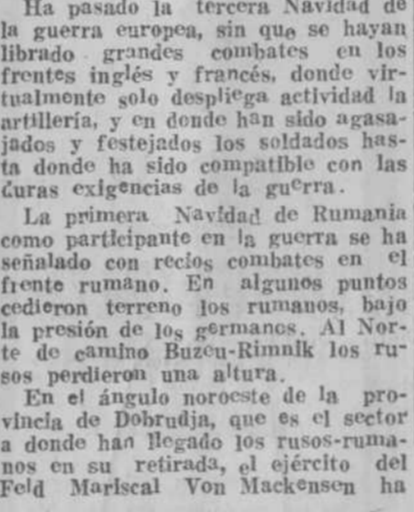 Ha pasado la tercera Navidad de
la guerra europea, sin que se hayan
librado grandes combates en los
frentes inglés y francés, donde vir-
tualmente solo despliega actividad la
artillería, y en donde han sido agasa-
jados y festejados los soldados has-
ta donde ha sido compatible con las
duras exigencias de la guerra.
La primera Navidad de Rumania
como participante en la guerra se ha
señalado con recios combates en el
frente rumano. En algunos puntos
cedieron terreno los rumanos, bajo
la presión de los germanos. Al Nor-
te de camino Buzeu-Rimnik los ru-
sos perdieron una altura.
En el ángulo noroeste de la pro-
vincia de Dobrudja, que es el sector
a donde han llegado los rusos-ruma-
nos en su retirada, el ejército del
Feld Mariscal Von Mackensen ha